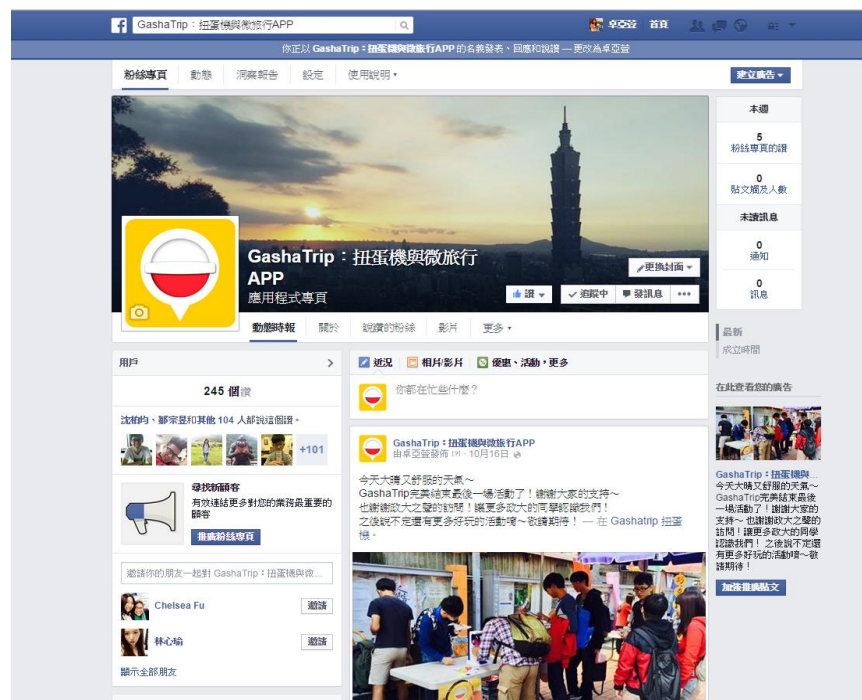 GashaTrip：扭蛋機與微旅行APP
卓亞萱 首頁
你正以 GashaTrip：扭蛋機與微旅行APP 的名義發表、回應和說讚 — 更改為卓亞萱
粉絲專頁 動態 洞察報告 設定 使用說明
建立廣告
本週
5
粉絲專頁的讚
0
貼文觸及人數
未讀訊息
0
通知
0
訊息
GashaTrip：扭蛋機與微旅行
APP
應用程式專頁
更換封面
讚 追蹤中 發訊息
動態時報 關於 說讚的粉絲 影片 更多
最新
成立時間
用戶
245 個讚
沈柏均、鄒宗昱和其他 104 人都說這個讚。
+101
尋找新顧客
有效連結更多對您的業務最重要的
顧客
推廣粉絲專頁
邀請你的朋友一起對 GashaTrip：扭蛋機與微...
Chelsea Fu 邀請
林心瑜 邀請
顯示全部朋友
近況 相片/影片 優惠、活動，更多
你都在忙些什麼？
GashaTrip：扭蛋機與微旅行APP
由卓亞萱發佈 [?] · 10月16日
今天大晴又舒服的天氣～
GashaTrip完美結束最後一場活動了！謝謝大家的支持～
也謝謝政大之聲的訪問！讓更多政大的同學認識我們！
之後說不定還有更多好玩的活動唷～敬請期待！ — 在 Gashatrip 扭蛋
機。
在此查看您的廣告
GashaTrip：扭蛋機與...
今天大晴又舒服的天氣～
GashaTrip完美結束最後
一場活動了！謝謝大家的
支持～ 也謝謝政大之聲的
訪問！讓更多政大的同學
認識我們！ 之後說不定還
有更多好玩的活動唷～敬
請期待！
加強推廣貼文